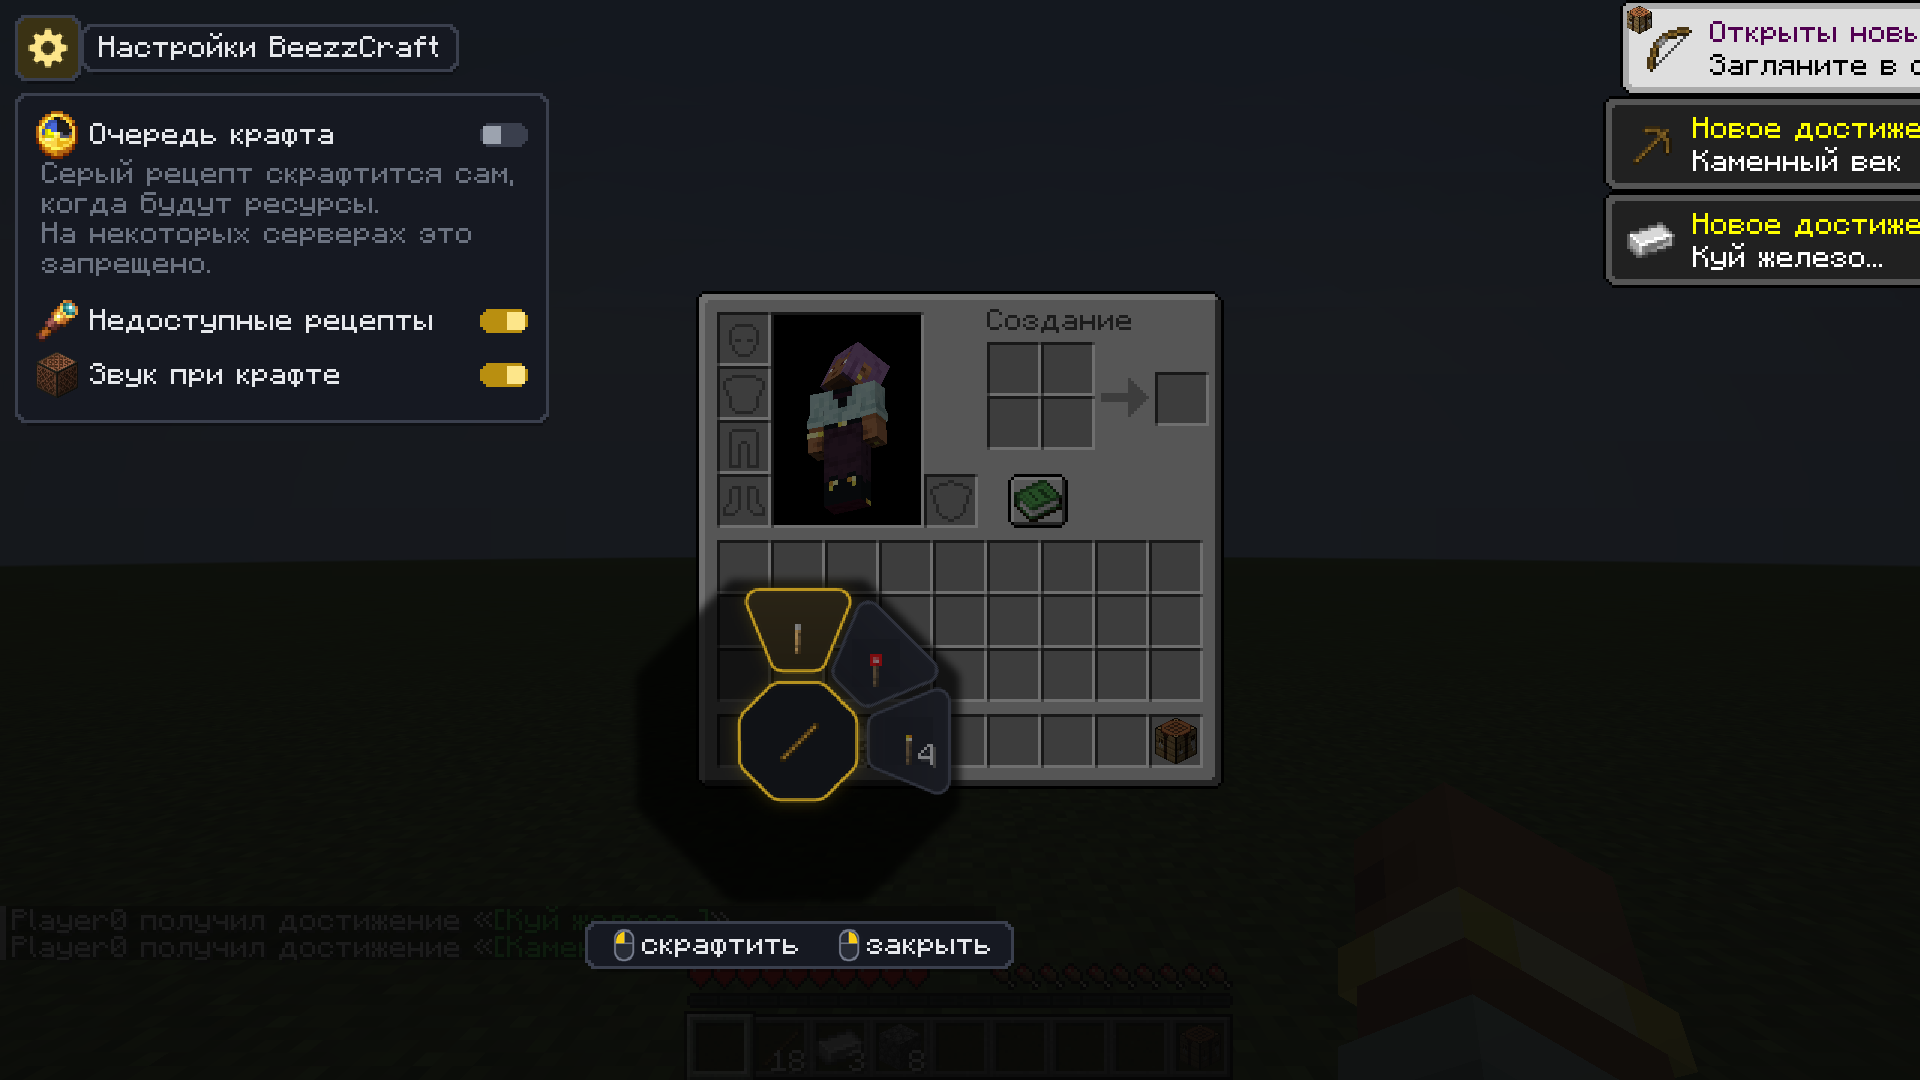 Настройки BeezzCraft
Очередь крафта
Серый рецепт скрафтится сам,
когда будут ресурсы.
На некоторых серверах это
запрещено.
Недоступные рецепты
Звук при крафте
Открыты новы
Загляните в
Новое достиже
Каменный век
Новое достиже
Куй железо...
Создание
4
Player0 получил достижение «[Куй
Player0 получил достижение «[Камен
скрафтить закрыть
18 3 8